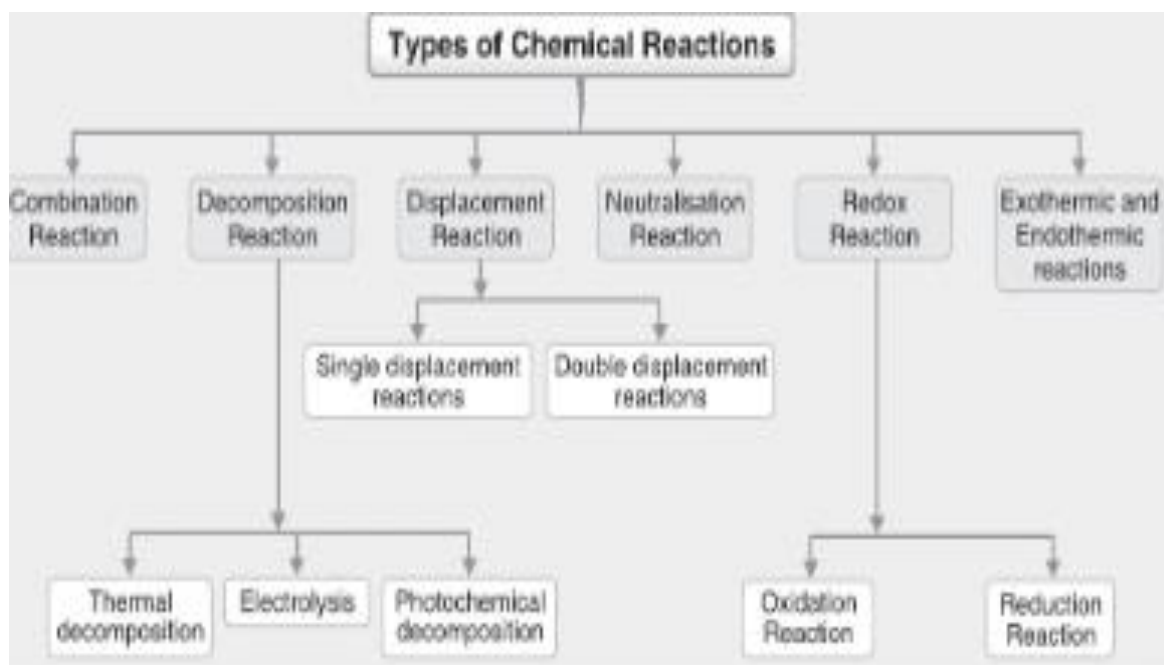 Types of Chemical Reactions
Combination
Reaction
Decomposition
Reaction
Displacement
Reaction
Neutralisation
Reaction
Redox
Reaction
Exothermic and
Endothermic
reactions
Single displacement
reactions
Double displacement
reactions
Thermal
decomposition
Electrolysis
Photochemical
decomposition
Oxidation
Reaction
Reduction
Reaction